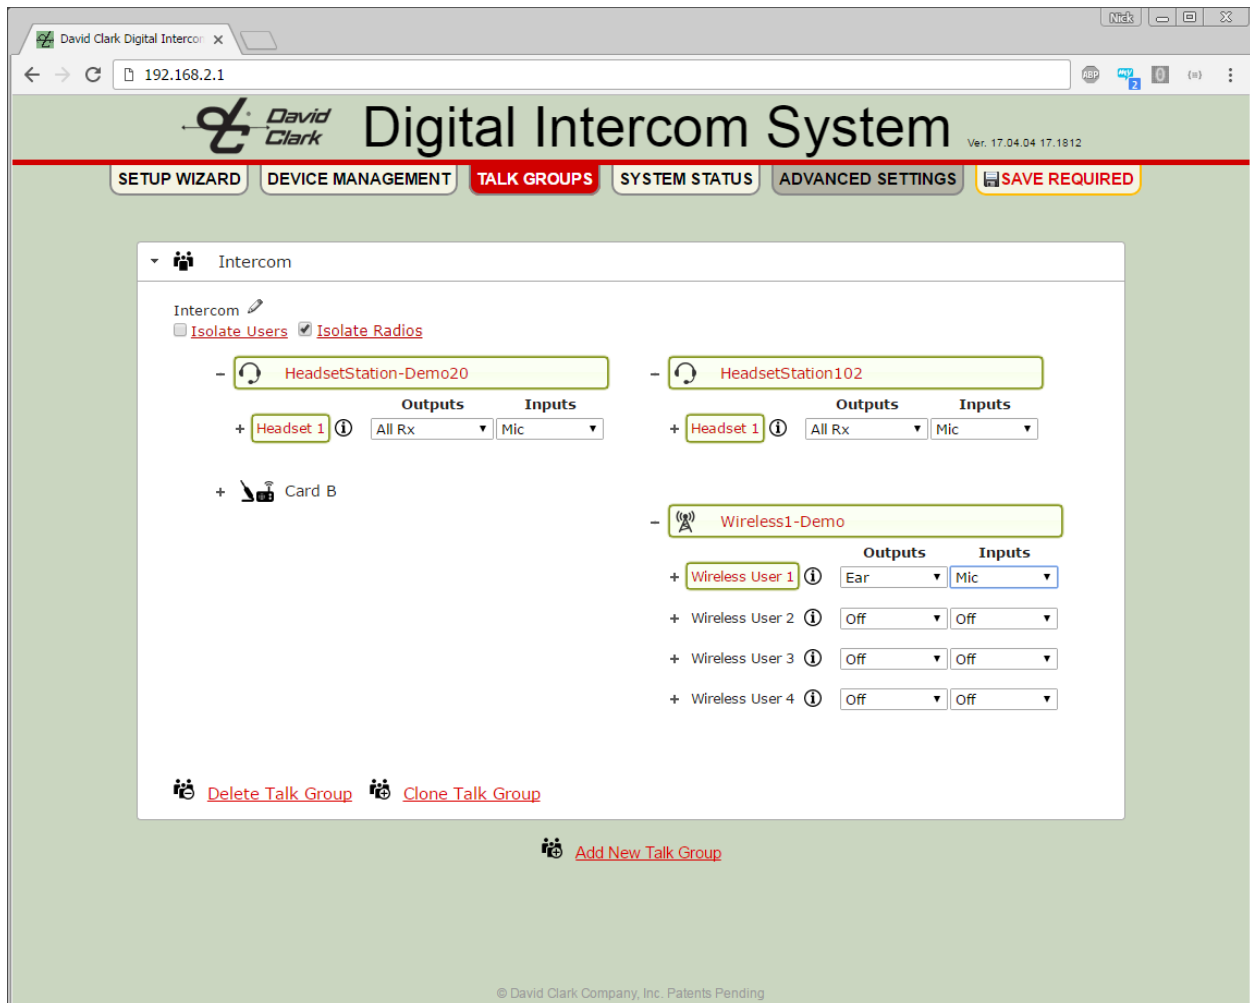 Nick
David Clark Digital Intercor
192.168.2.1
ABP
my 2
0
{≡}
David Clark
Digital Intercom System
Ver. 17.04.04 17.1812
SETUP WIZARD DEVICE MANAGEMENT TALK GROUPS SYSTEM STATUS ADVANCED SETTINGS SAVE REQUIRED
Intercom
Intercom
Isolate Users Isolate Radios
HeadsetStation-Demo20
Outputs Inputs
Headset 1 All Rx Mic
Card B
HeadsetStation102
Outputs Inputs
Headset 1 All Rx Mic
Wireless1-Demo
Outputs Inputs
Wireless User 1 Ear Mic
Wireless User 2 Off Off
Wireless User 3 Off Off
Wireless User 4 Off Off
Delete Talk Group Clone Talk Group
Add New Talk Group
© David Clark Company, Inc. Patents Pending